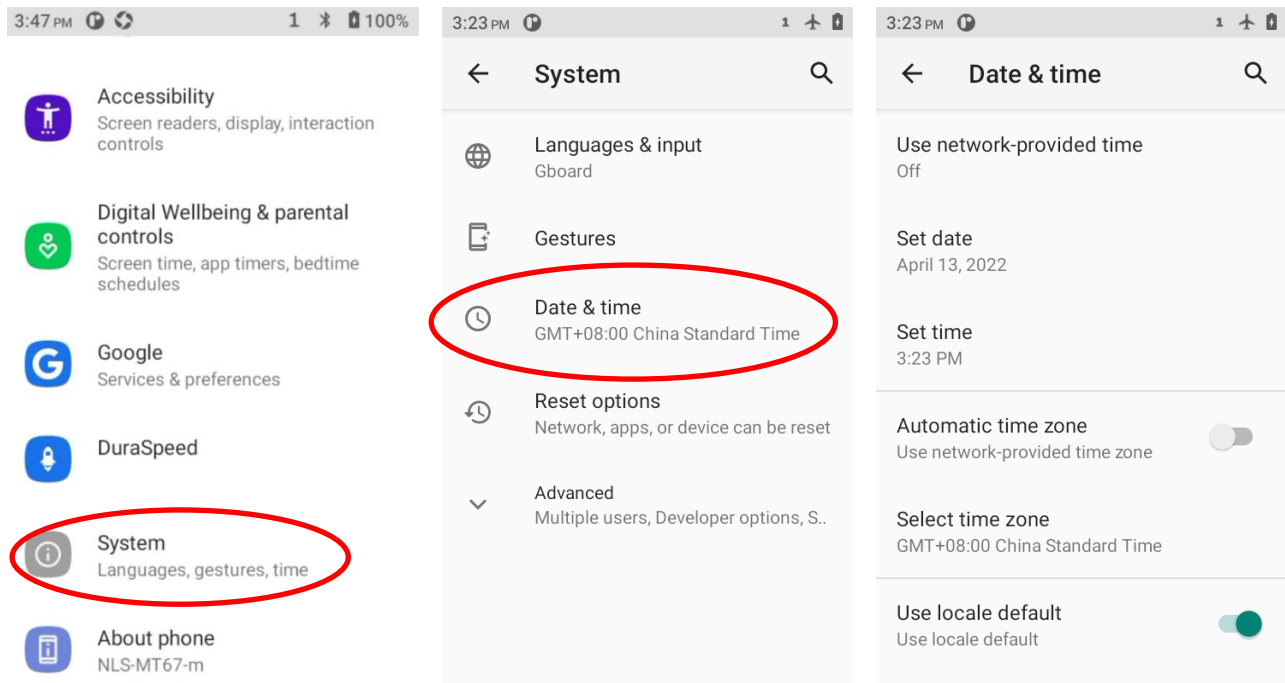 3:47 PM 1 100%
Accessibility
Screen readers, display, interaction
controls
Digital Wellbeing & parental
controls
Screen time, app timers, bedtime
schedules
Google
Services & preferences
DuraSpeed
System
Languages, gestures, time
About phone
NLS-MT67-m
3:23 PM 1
System
Languages & input
Gboard
Gestures
Date & time
GMT+08:00 China Standard Time
Reset options
Network, apps, or device can be reset
Advanced
Multiple users, Developer options, S..
3:23 PM 1
Date & time
Use network-provided time
Off
Set date
April 13, 2022
Set time
3:23 PM
Automatic time zone
Use network-provided time zone
Select time zone
GMT+08:00 China Standard Time
Use locale default
Use locale default